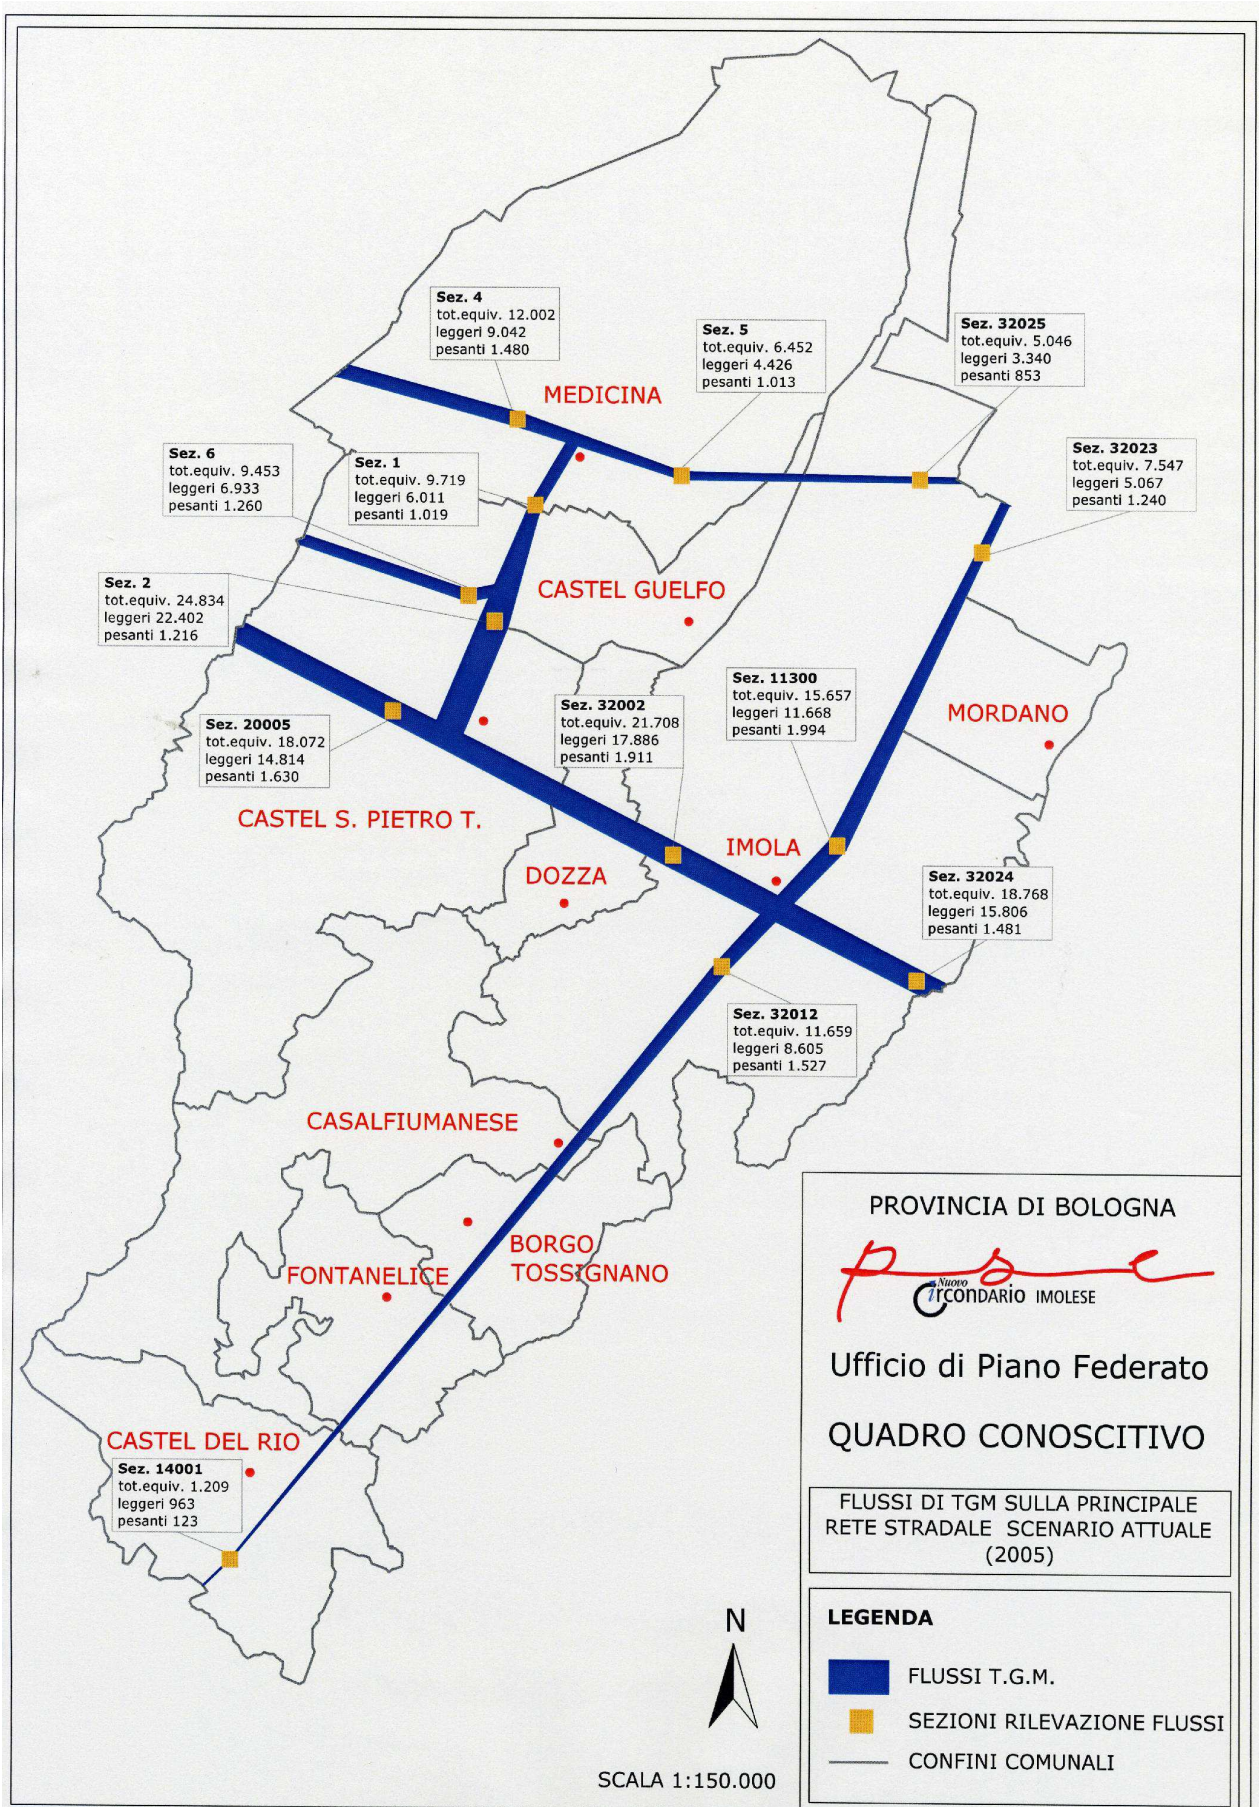 Sez. 4
tot.equiv. 12.002
leggeri 9.042
pesanti 1.480
Sez. 5
tot.equiv. 6.452
leggeri 4.426
pesanti 1.013
Sez. 32025
tot.equiv. 5.046
leggeri 3.340
pesanti 853
MEDICINA
Sez. 6
tot.equiv. 9.453
leggeri 6.933
pesanti 1.260
Sez. 1
tot.equiv. 9.719
leggeri 6.011
pesanti 1.019
Sez. 32023
tot.equiv. 7.547
leggeri 5.067
pesanti 1.240
Sez. 2
tot.equiv. 24.834
leggeri 22.402
pesanti 1.216
CASTEL GUELFO
Sez. 20005
tot.equiv. 18.072
leggeri 14.814
pesanti 1.630
Sez. 32002
tot.equiv. 21.708
leggeri 17.886
pesanti 1.911
Sez. 11300
tot.equiv. 15.657
leggeri 11.668
pesanti 1.994
MORDANO
CASTEL S. PIETRO T.
DOZZA
IMOLA
Sez. 32024
tot.equiv. 18.768
leggeri 15.806
pesanti 1.481
Sez. 32012
tot.equiv. 11.659
leggeri 8.605
pesanti 1.527
CASALFIUMANESE
BORGO
TOSSIGNANO
FONTANELICE
CASTEL DEL RIO
Sez. 14001
tot.equiv. 1.209
leggeri 963
pesanti 123
N
SCALA 1:150.000
PROVINCIA DI BOLOGNA
psc
Nuovo
CirconDARio IMOLESE
Ufficio di Piano Federato
QUADRO CONOSCITIVO
FLUSSI DI TGM SULLA PRINCIPALE
RETE STRADALE SCENARIO ATTUALE
(2005)
LEGENDA
FLUSSI T.G.M.
SEZIONI RILEVAZIONE FLUSSI
CONFINI COMUNALI